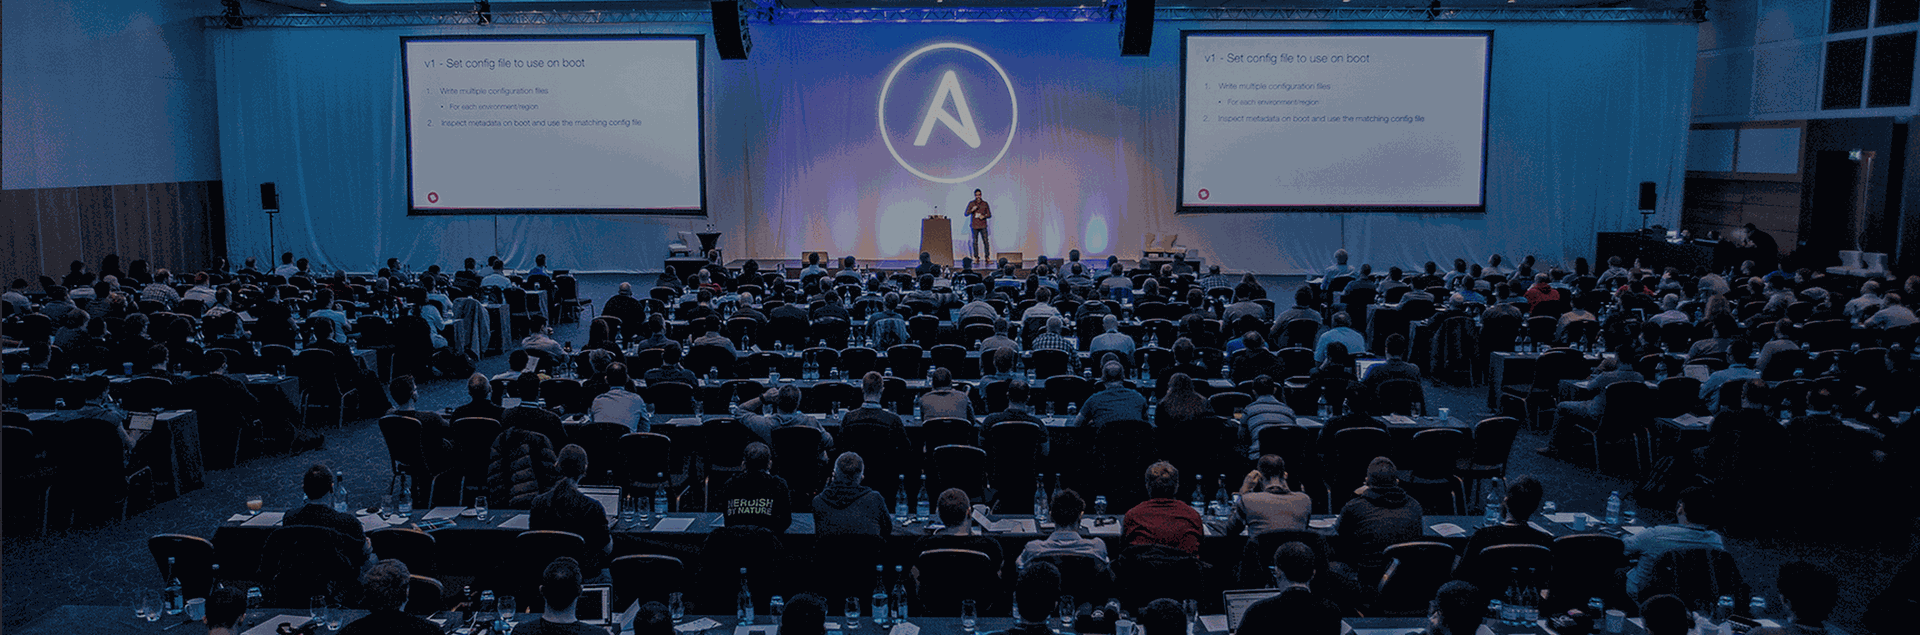 v1 - Set config file to use on boot
1. Write multiple configuration files
• For each environment/region
2. Inspect metadata on boot and use the matching config file
v1 - Set config file to use on boot
1. Write multiple configuration files
• For each environment/region
2. Inspect metadata on boot and use the matching config file
NERDISH
BY NATURE